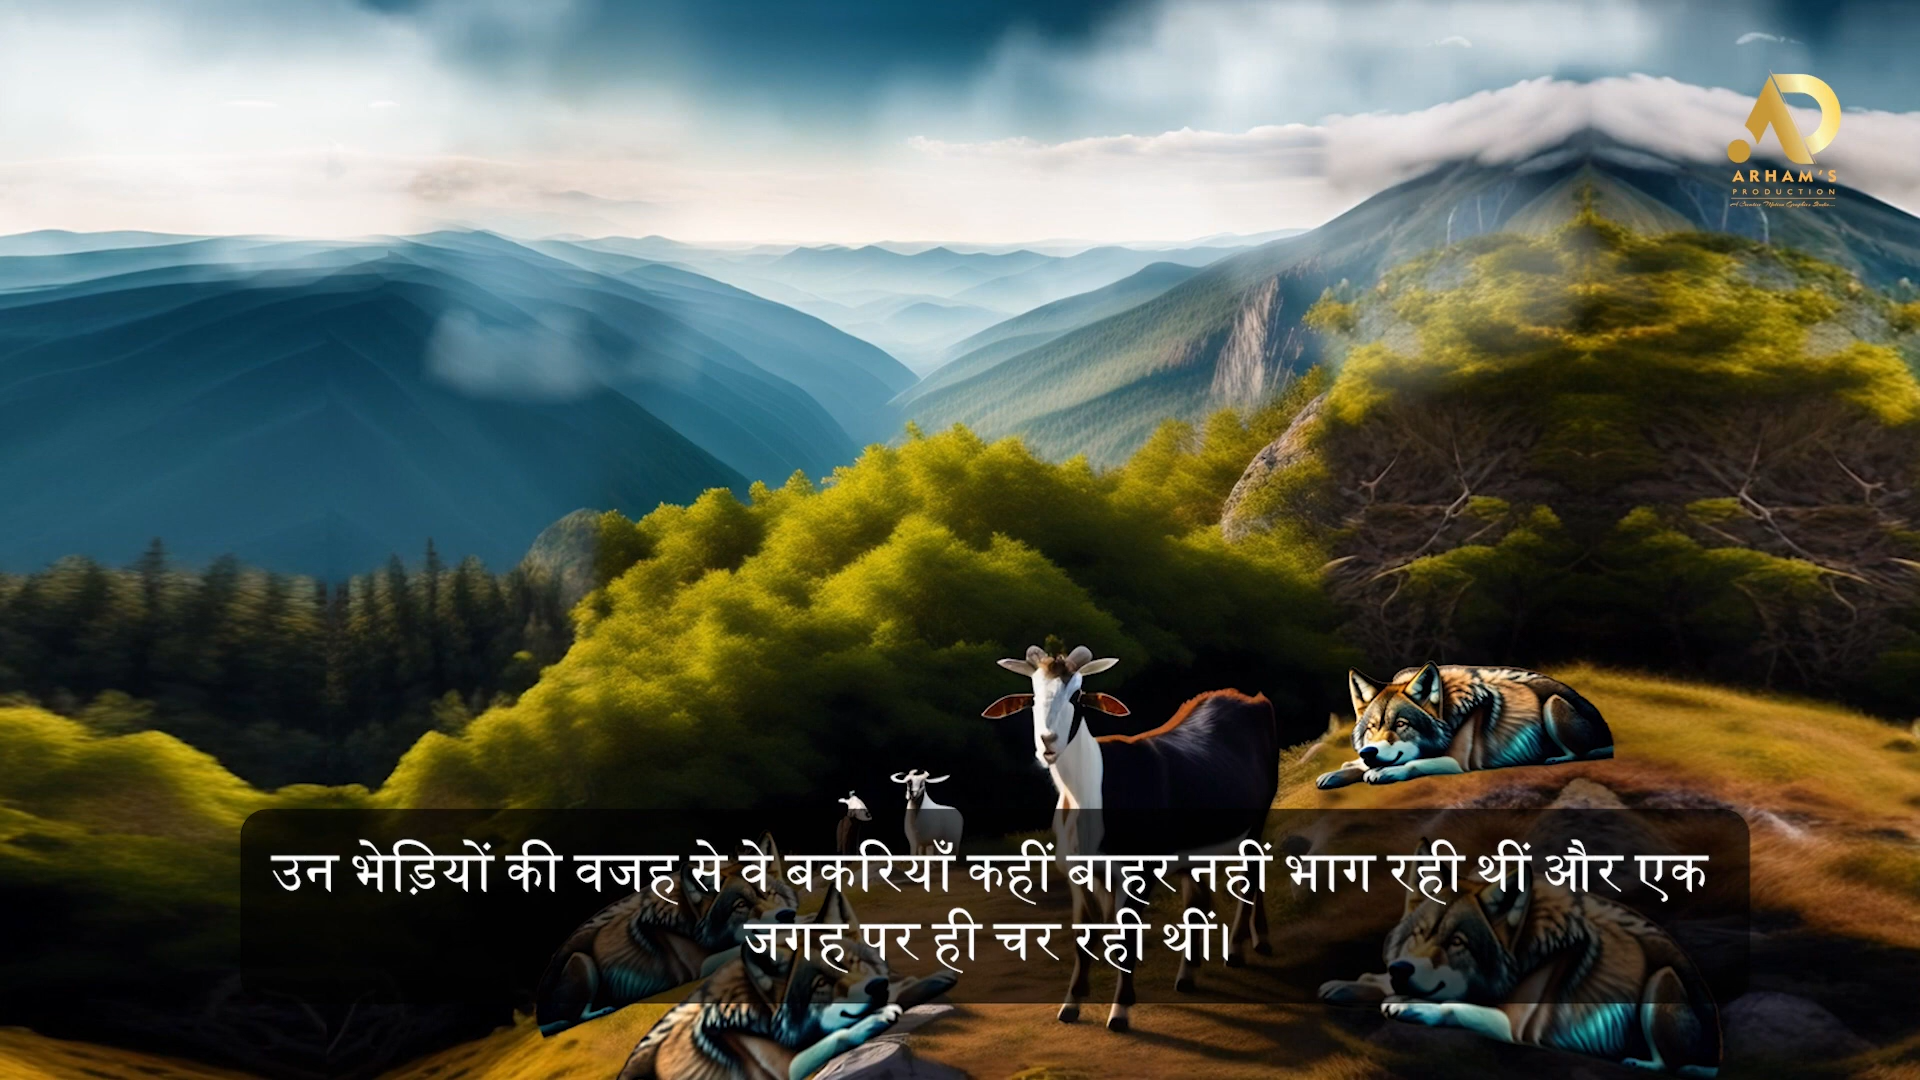 ARHAM'S
PRODUCTION
उन भेड़ियों की वजह से वे बकरियाँ कहीं बाहर नहीं भाग रही थीं और एक
जगह पर ही चर रही थीं।